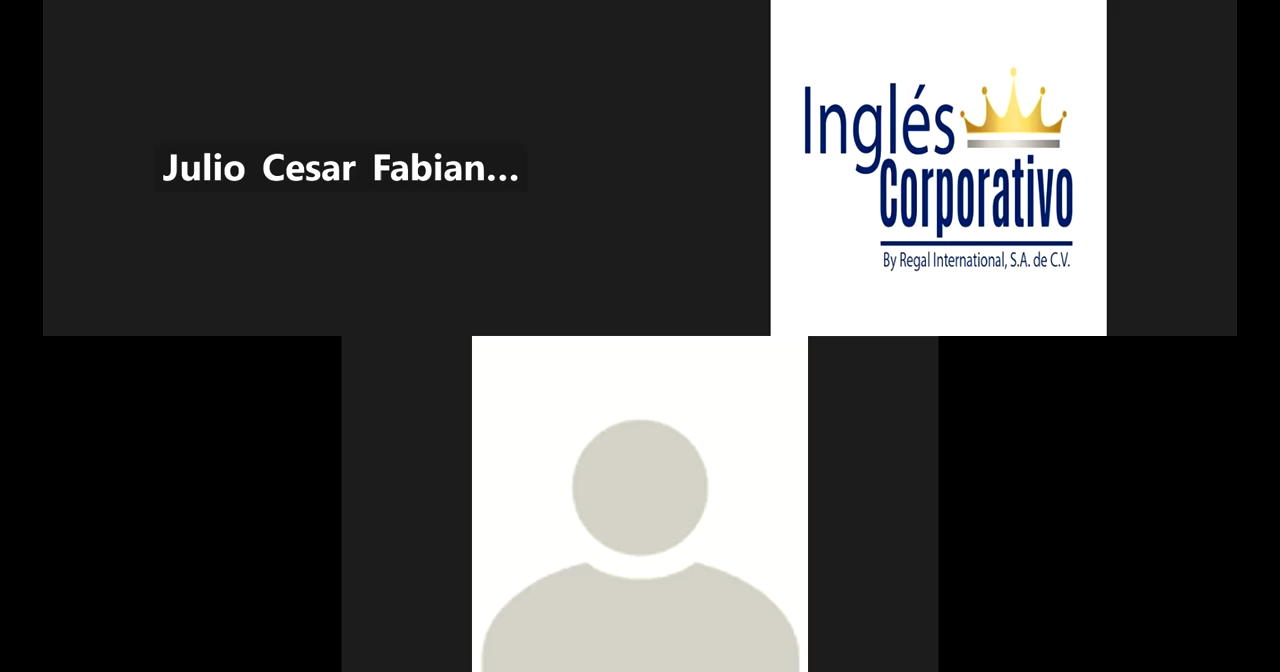 Julio Cesar Fabian...
Inglés
Corporativo
By Regal International, S.A. de C.V.